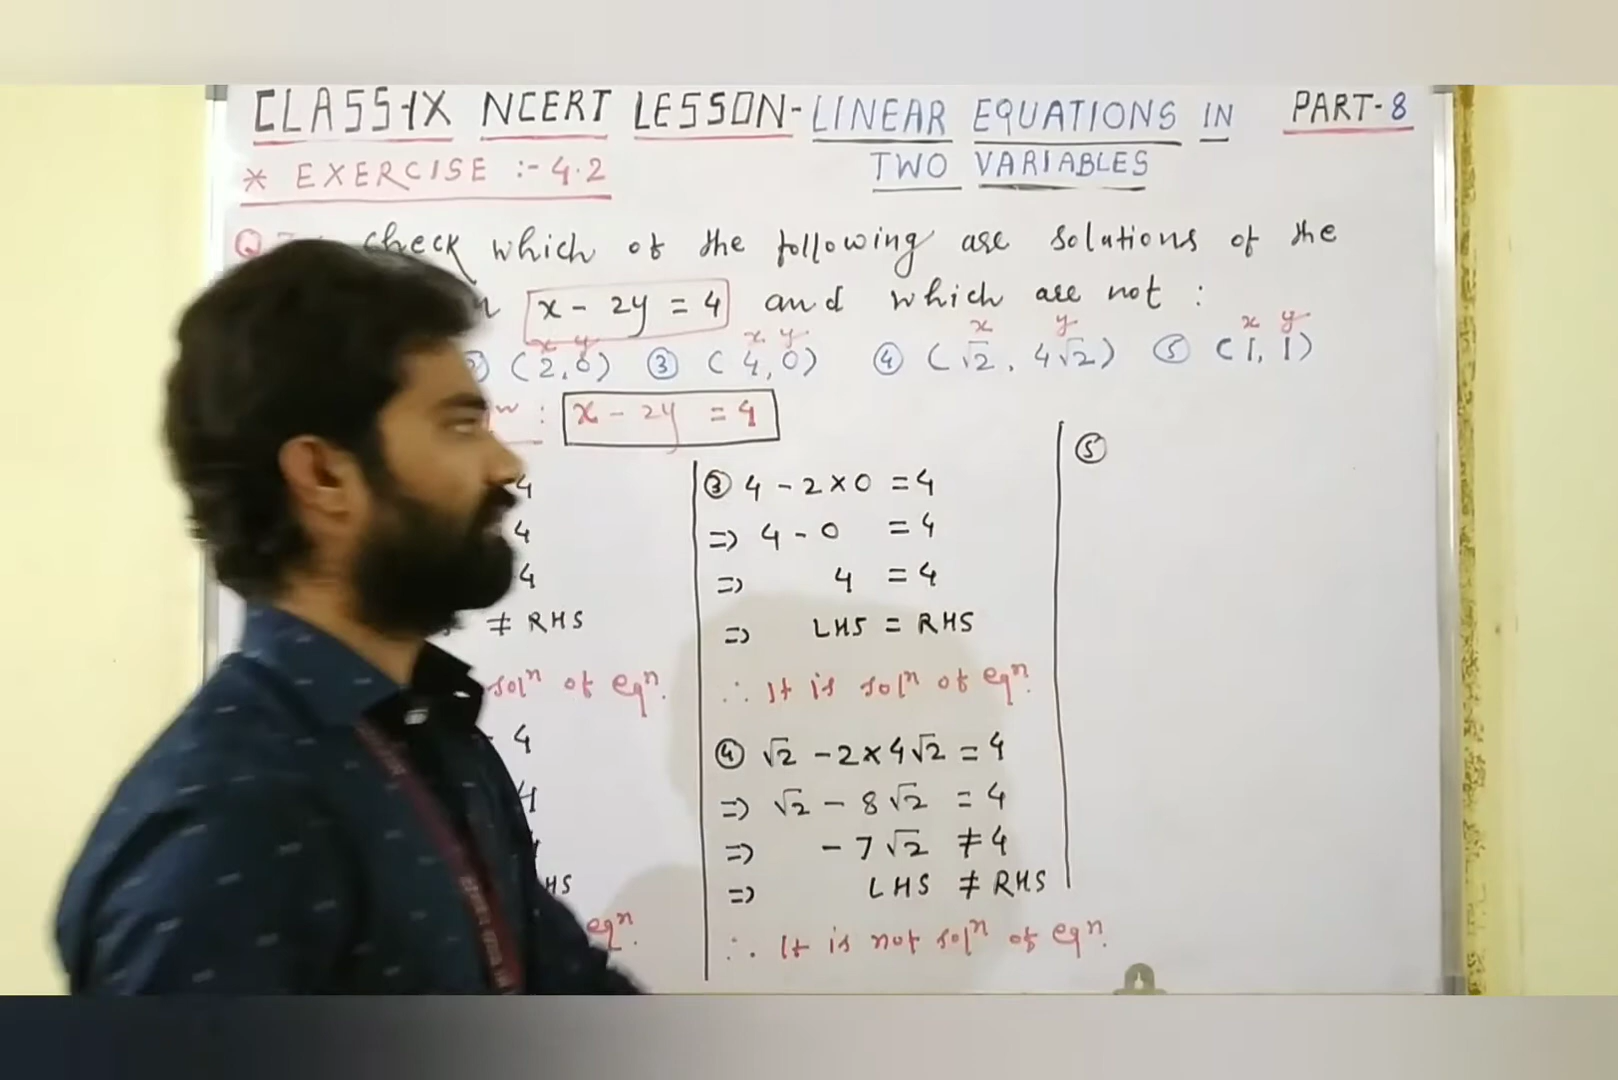 CLASS-IX NCERT LESSON-LINEAR EQUATIONS IN PART-8
TWO VARIABLES
* EXERCISE :- 4.2
check which of the following are solutions of the
x - 2y = 4 and which are not :
x y x y x y x y
(2,0) ③ (4,0) ④ (√2, 4√2) ⑤ (1, 1)
: x - 2y = 4
4
4
4
≠ RHS
solⁿ of eqⁿ.
4
4
HS
eqⁿ.
③ 4 - 2 × 0 = 4
=> 4 - 0 = 4
=> 4 = 4
=> LHS = RHS
∴ It is solⁿ of eqⁿ.
④ √2 - 2×4√2 = 4
=> √2 - 8√2 = 4
=> - 7√2 ≠ 4
=> LHS ≠ RHS
∴ It is not solⁿ of eqⁿ.
⑤